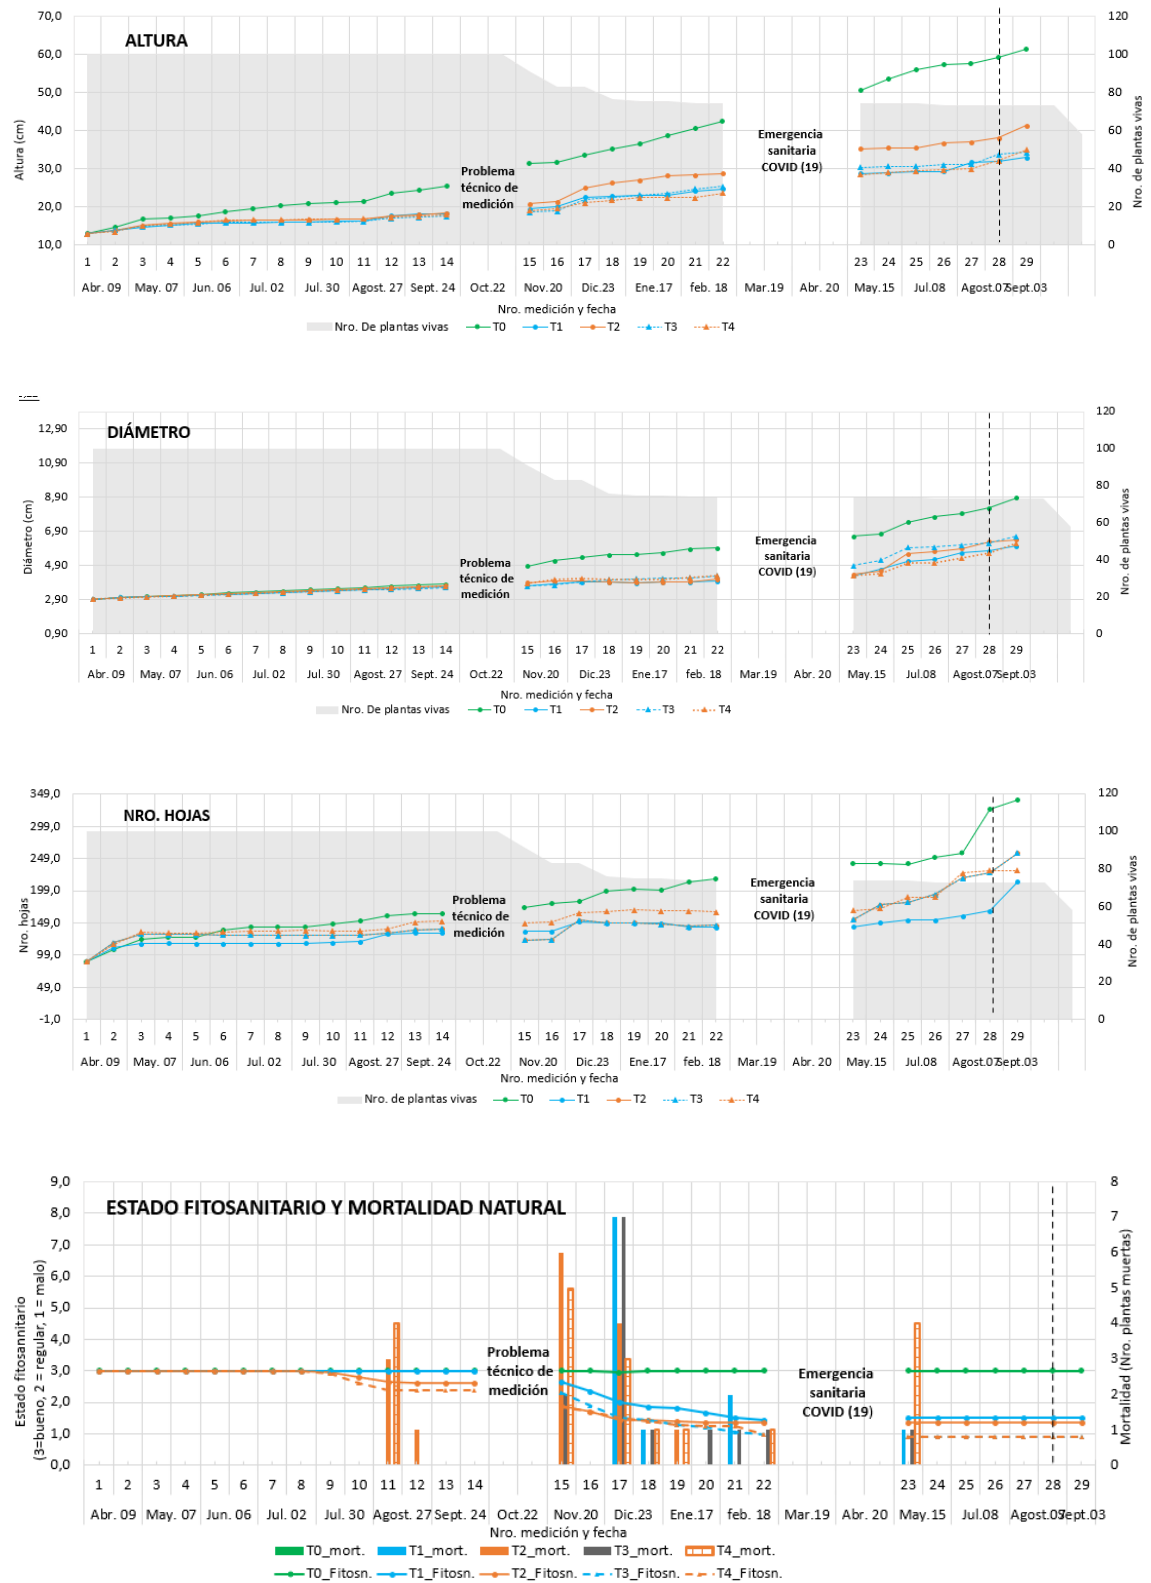 ALTURA
70,0
60,0
50,0
40,0
30,0
20,0
10,0
Altura (cm)
120
100
80
60
40
20
0
Nro. de plantas vivas
Problema
técnico de
medición
Emergencia
sanitaria
COVID (19)
1 2 3 4 5 6 7 8 9 10 11 12 13 14 15 16 17 18 19 20 21 22 23 24 25 26 27 28 29
Abr. 09 May. 07 Jun. 06 Jul. 02 Jul. 30 Agost. 27 Sept. 24 Oct.22 Nov.20 Dic.23 Ene.17 feb. 18 Mar.19 Abr. 20 May.15 Jul.08 Agost.07 Sept.03
Nro. medición y fecha
Nro. De plantas vivas T0 T1 T2 T3 T4
DIÁMETRO
12,90
10,90
8,90
6,90
4,90
2,90
0,90
Diámetro (cm)
120
100
80
60
40
20
0
Nro. de plantas vivas
Problema
técnico de
medición
Emergencia
sanitaria
COVID (19)
1 2 3 4 5 6 7 8 9 10 11 12 13 14 15 16 17 18 19 20 21 22 23 24 25 26 27 28 29
Abr. 09 May. 07 Jun. 06 Jul. 02 Jul. 30 Agost. 27 Sept. 24 Oct.22 Nov.20 Dic.23 Ene.17 feb. 18 Mar.19 Abr. 20 May.15 Jul.08 Agost.07 Sept.03
Nro. medición y fecha
Nro. De plantas vivas T0 T1 T2 T3 T4
NRO. HOJAS
349,0
299,0
249,0
199,0
149,0
99,0
49,0
-1,0
Nro. hojas
120
100
80
60
40
20
0
Nro. de plantas vivas
Problema
técnico de
medición
Emergencia
sanitaria
COVID (19)
1 2 3 4 5 6 7 8 9 10 11 12 13 14 15 16 17 18 19 20 21 22 23 24 25 26 27 28 29
Abr. 09 May. 07 Jun. 06 Jul. 02 Jul. 30 Agost. 27 Sept. 24 Oct.22 Nov.20 Dic.23 Ene.17 feb. 18 Mar.19 Abr. 20 May.15 Jul.08 Agost.07 Sept.03
Nro. medición y fecha
Nro. de plantas vivas T0 T1 T2 T3 T4
ESTADO FITOSANITARIO Y MORTALIDAD NATURAL
9,0
8,0
7,0
6,0
5,0
4,0
3,0
2,0
1,0
0,0
Estado fitosannitario
(3=bueno, 2 = regular, 1 = malo)
8
7
6
5
4
3
2
1
0
Mortalidad (Nro. plantas muertas)
Problema
técnico de
medición
Emergencia
sanitaria
COVID (19)
1 2 3 4 5 6 7 8 9 10 11 12 13 14 15 16 17 18 19 20 21 22 23 24 25 26 27 28 29
Abr. 09 May. 07 Jun. 06 Jul. 02 Jul. 30 Agost. 27 Sept. 24 Oct.22 Nov.20 Dic.23 Ene.17 feb. 18 Mar.19 Abr. 20 May.15 Jul.08 Agost.07 Sept.03
Nro. medición y fecha
T0_mort. T1_mort. T2_mort. T3_mort. T4_mort.
T0_Fitosn. T1_Fitosn. T2_Fitosn. T3_Fitosn. T4_Fitosn.